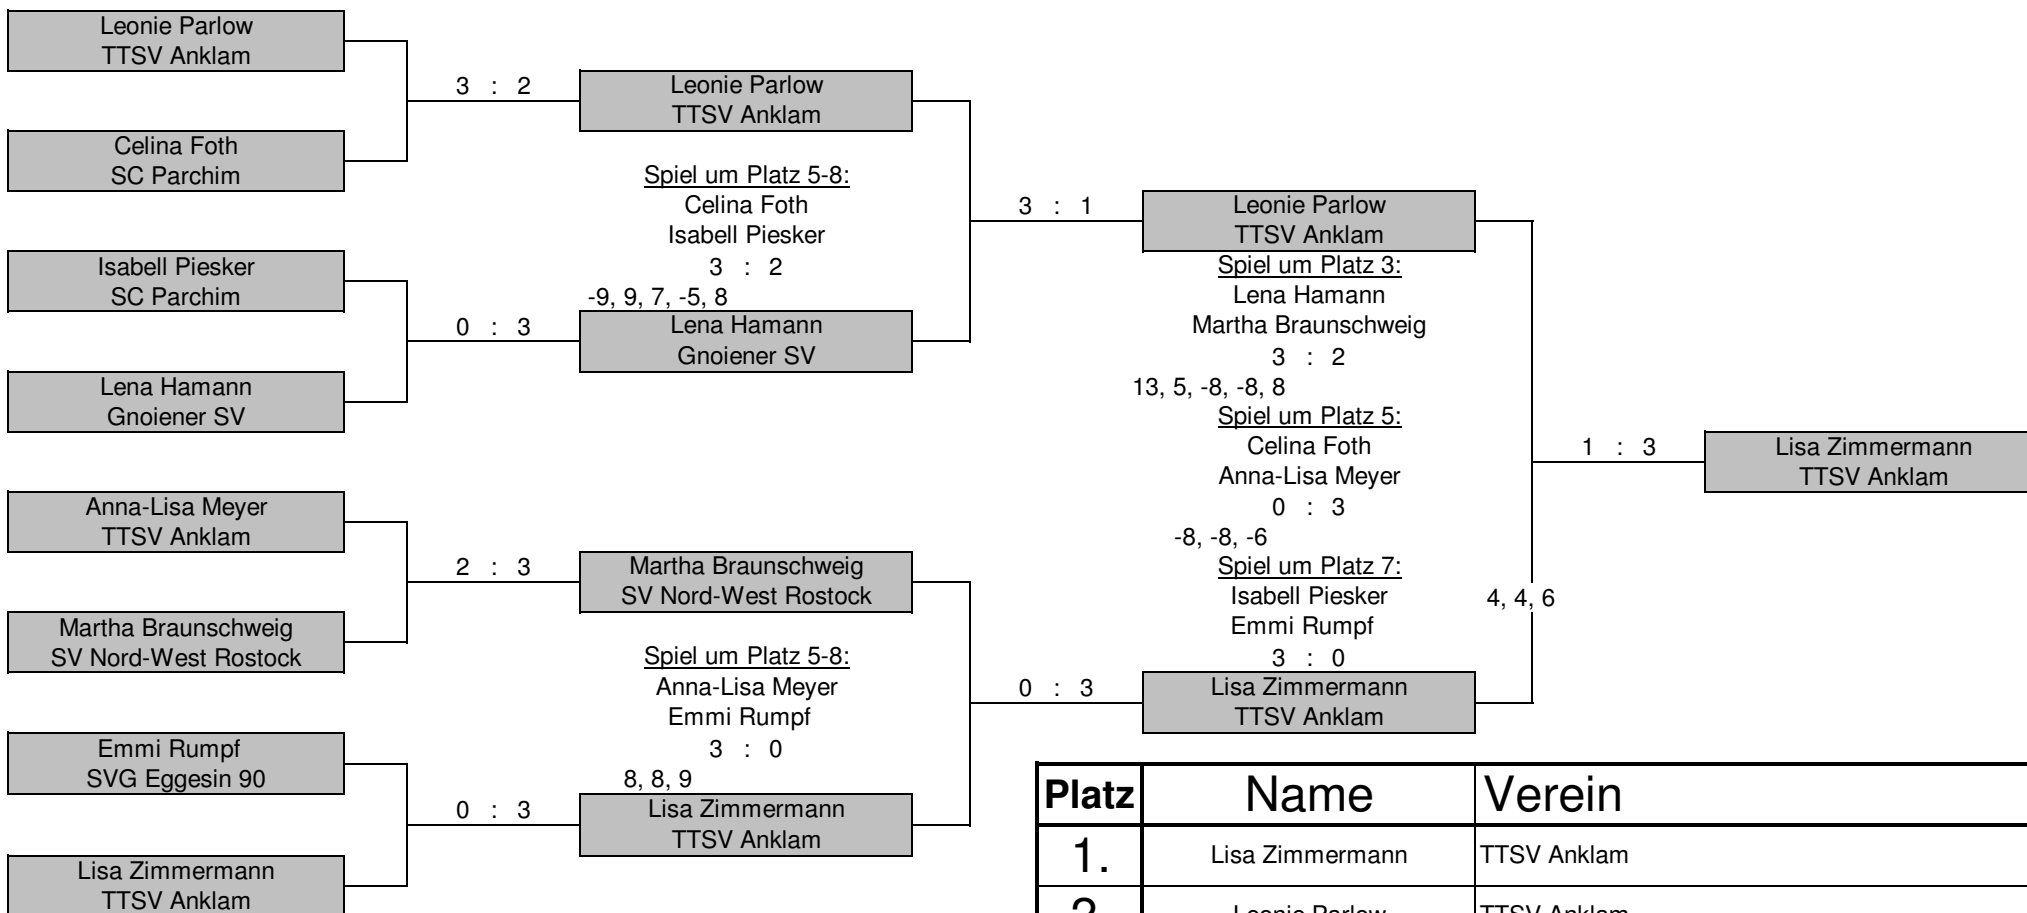 Leonie Parlow
TTSV Anklam
Celina Foth
SC Parchim
Isabell Piesker
SC Parchim
Lena Hamann
Gnoiener SV
Anna-Lisa Meyer
TTSV Anklam
Martha Braunschweig
SV Nord-West Rostock
Emmi Rumpf
SVG Eggesin 90
Lisa Zimmermann
TTSV Anklam
3 : 2
0 : 3
2 : 3
0 : 3
Leonie Parlow
TTSV Anklam
Spiel um Platz 5-8:
Celina Foth
Isabell Piesker
3 : 2
-9, 9, 7, -5, 8
Lena Hamann
Gnoiener SV
Martha Braunschweig
SV Nord-West Rostock
Spiel um Platz 5-8:
Anna-Lisa Meyer
Emmi Rumpf
3 : 0
8, 8, 9
Lisa Zimmermann
TTSV Anklam
3 : 1
0 : 3
Leonie Parlow
TTSV Anklam
Spiel um Platz 3:
Lena Hamann
Martha Braunschweig
3 : 2
13, 5, -8, -8, 8
Spiel um Platz 5:
Celina Foth
Anna-Lisa Meyer
0 : 3
-8, -8, -6
Spiel um Platz 7:
Isabell Piesker
Emmi Rumpf
3 : 0
4, 4, 6
Lisa Zimmermann
TTSV Anklam
1 : 3
Lisa Zimmermann
TTSV Anklam
Platz Name Verein
1. Lisa Zimmermann TTSV Anklam
2. Leonie Parlow TTSV Anklam